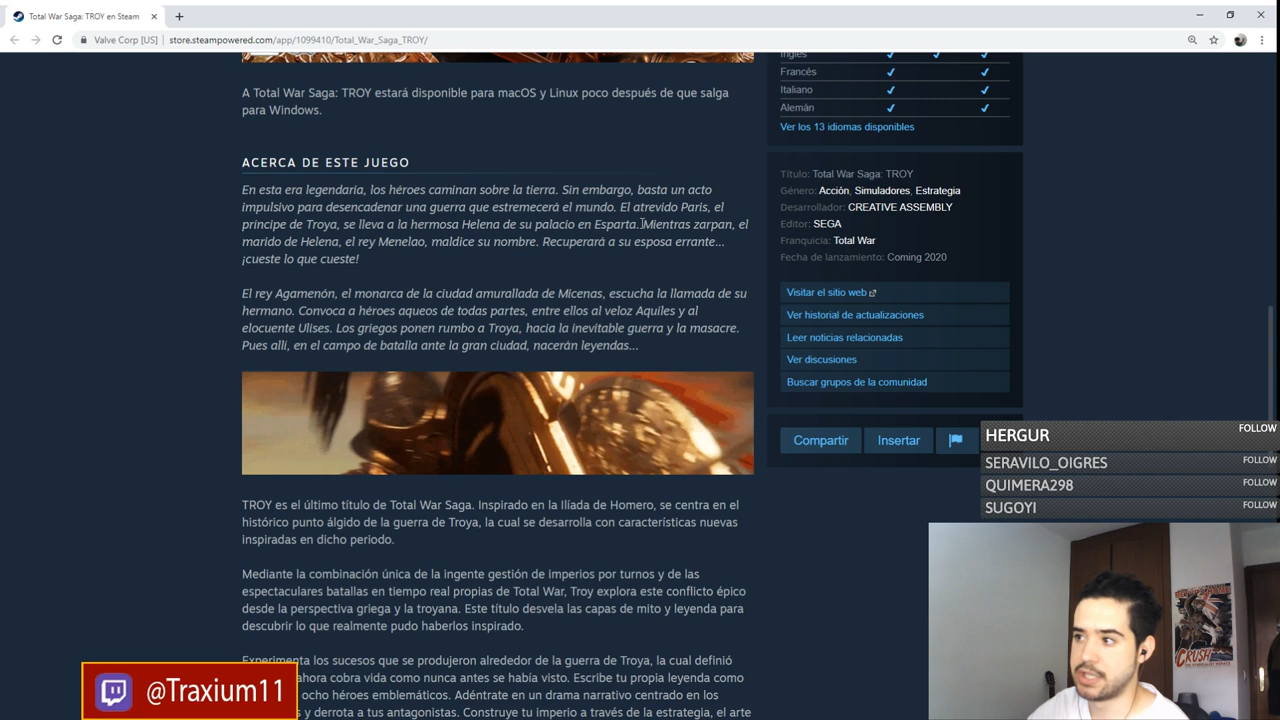 Total War Saga: TROY en Steam
Valve Corp [US] store.steampowered.com/app/1099410/Total_War_Saga_TROY/
A Total War Saga: TROY estará disponible para macOS y Linux poco después de que salga
para Windows.
ACERCA DE ESTE JUEGO
En esta era legendaria, los héroes caminan sobre la tierra. Sin embargo, basta un acto
impulsivo para desencadenar una guerra que estremecerá el mundo. El atrevido Paris, el
príncipe de Troya, se lleva a la hermosa Helena de su palacio en Esparta. Mientras zarpan, el
marido de Helena, el rey Menelao, maldice su nombre. Recuperará a su esposa errante...
¡cueste lo que cueste!
El rey Agamenón, el monarca de la ciudad amurallada de Micenas, escucha la llamada de su
hermano. Convoca a héroes aqueos de todas partes, entre ellos al veloz Aquiles y al
elocuente Ulises. Los griegos ponen rumbo a Troya, hacia la inevitable guerra y la masacre.
Pues allí, en el campo de batalla ante la gran ciudad, nacerán leyendas...
TROY es el último título de Total War Saga. Inspirado en la Ilíada de Homero, se centra en el
histórico punto álgido de la guerra de Troya, la cual se desarrolla con características nuevas
inspiradas en dicho periodo.
Mediante la combinación única de la ingente gestión de imperios por turnos y de las
espectaculares batallas en tiempo real propias de Total War, Troy explora este conflicto épico
desde la perspectiva griega y la troyana. Este título desvela las capas de mito y leyenda para
descubrir lo que realmente pudo haberlos inspirado.
Experimenta los sucesos que se produjeron alrededor de la guerra de Troya, la cual definió
ahora cobra vida como nunca antes se había visto. Escribe tu propia leyenda como
ocho héroes emblemáticos. Adéntrate en un drama narrativo centrado en los
y derrota a tus antagonistas. Construye tu imperio a través de la estrategia, el arte
Inglés
Francés
Italiano
Alemán
Ver los 13 idiomas disponibles
Título: Total War Saga: TROY
Género: Acción, Simuladores, Estrategia
Desarrollador: CREATIVE ASSEMBLY
Editor: SEGA
Franquicia: Total War
Fecha de lanzamiento: Coming 2020
Visitar el sitio web
Ver historial de actualizaciones
Leer noticias relacionadas
Ver discusiones
Buscar grupos de la comunidad
Compartir
Insertar
HERGUR FOLLOW
SERAVILO_OIGRES FOLLOW
QUIMERA298 FOLLOW
SUGOYI FOLLOW
@Traxium11
CRUSH